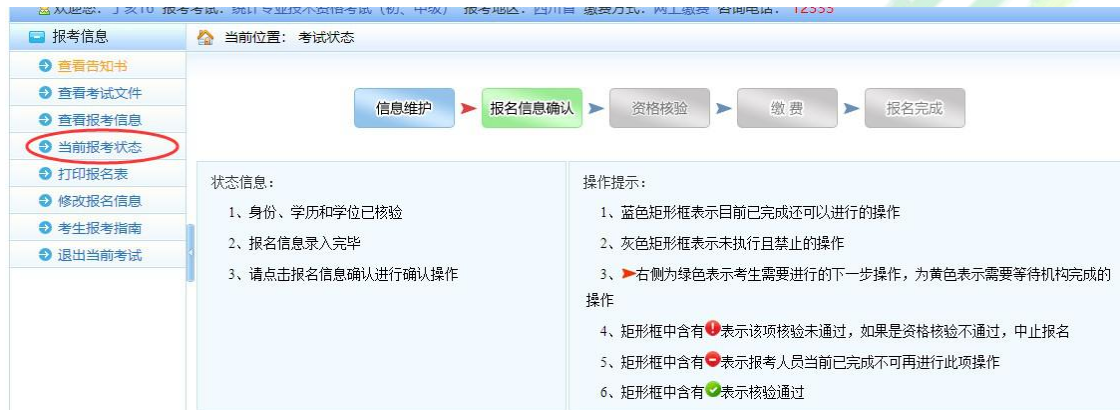 报考信息
当前位置： 考试状态
查看告知书
查看考试文件
查看报考信息
当前报考状态
打印报名表
修改报名信息
考生报考指南
退出当前考试
信息维护
报名信息确认
资格核验
缴 费
报名完成
状态信息：
1、身份、学历和学位已核验
2、报名信息录入完毕
3、请点击报名信息确认进行确认操作
操作提示：
1、蓝色矩形框表示目前已完成还可以进行的操作
2、灰色矩形框表示未执行且禁止的操作
3、➤右侧为绿色表示考生需要进行的下一步操作，为黄色表示需要等待机构完成的
操作
4、矩形框中含有表示该项核验未通过，如果是资格核验不通过，中止报名
5、矩形框中含有表示报考人员当前已完成不可再进行此项操作
6、矩形框中含有表示核验通过